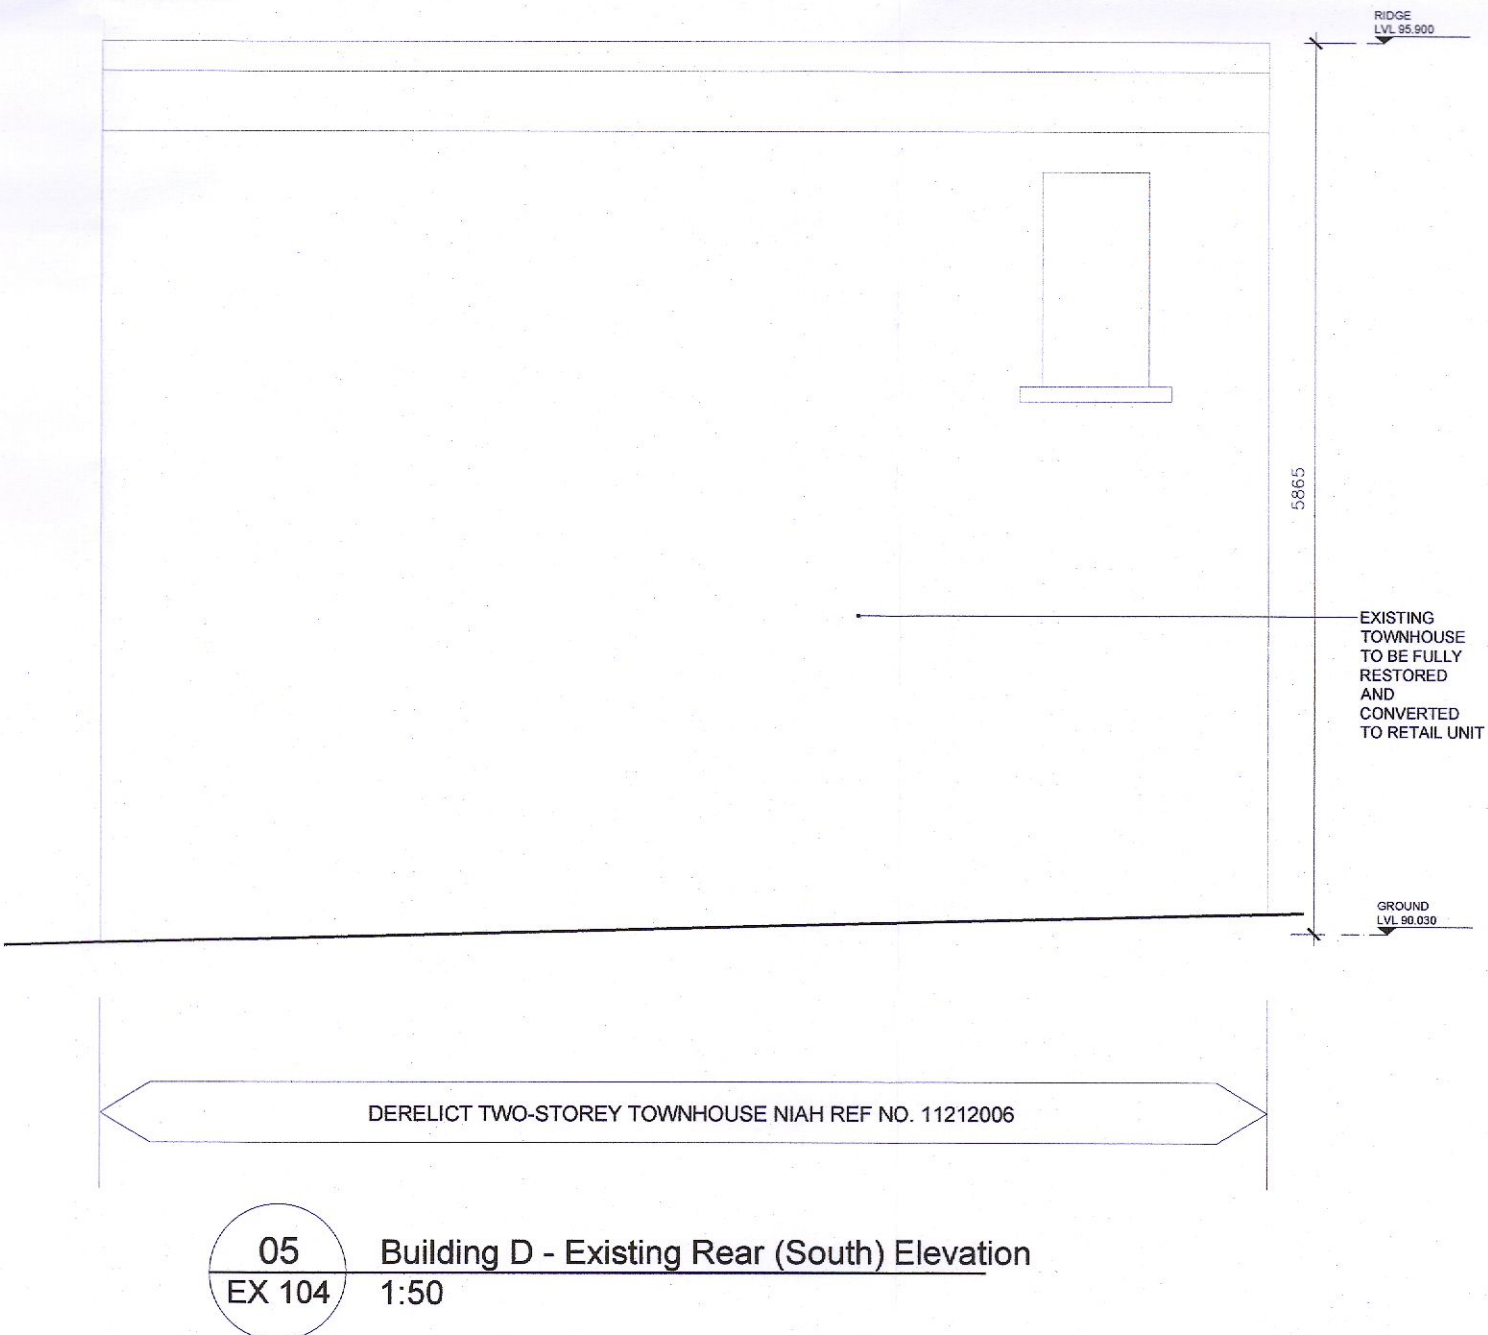 RIDGE
LVL 95.900
5865
EXISTING
TOWNHOUSE
TO BE FULLY
RESTORED
AND
CONVERTED
TO RETAIL UNIT
GROUND
LVL 90.030
DERELICT TWO-STOREY TOWNHOUSE NIAH REF NO. 11212006
05
EX 104
Building D - Existing Rear (South) Elevation
1:50